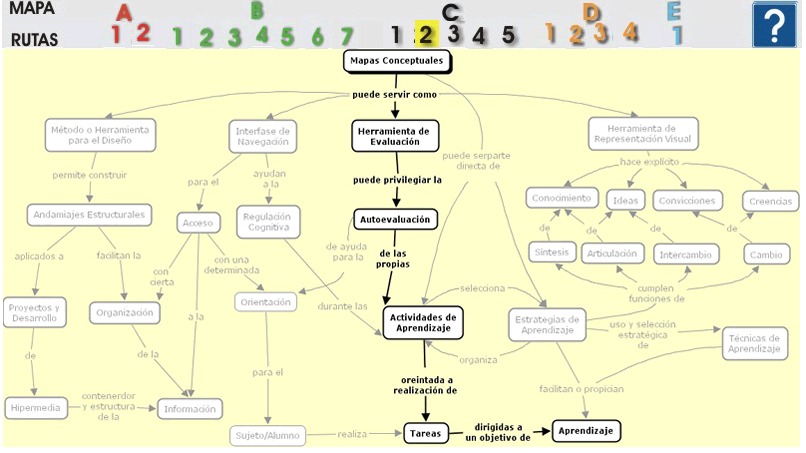 MAPA
A B C D E
RUTAS
1 2 1 2 3 4 5 6 7 1 2 3 4 5 1 2 3 4 1
?
Mapas Conceptuales
puede servir como
Método o Herramienta
para el Diseño
Interfase de
Navegación
Herramienta de
Evaluación
Herramienta de
Representación Visual
puede serparte
directa de
hace explícito
permite construir
para el
ayudan
a la
puede privilegiar la
Conocimiento
Ideas
Convicciones
Creencias
Andamiajes Estructurales
Acceso
Regulación
Cognitiva
Autoevaluación
de
de
de
de
aplicados a
facilitan la
con
cierta
con una
determinada
de ayuda
para la
de las
propias
Síntesis
Articulación
Intercambio
Cambio
selecciona
cumplen
funciones de
Proyectos y
Desarrollo
Organización
a la
Orientación
durante las
Actividades de
Aprendizaje
Estrategias de
Aprendizaje
uso y selección
estratégica
de
Técnicas de
Aprendizaje
de
de la
para el
organiza
oreintada a
realización de
facilitan o propician
Hipermedia
contenerdor
y estructura
de la
Información
Sujeto/Alumno
realiza
Tareas
dirigidas a
un objetivo de
Aprendizaje